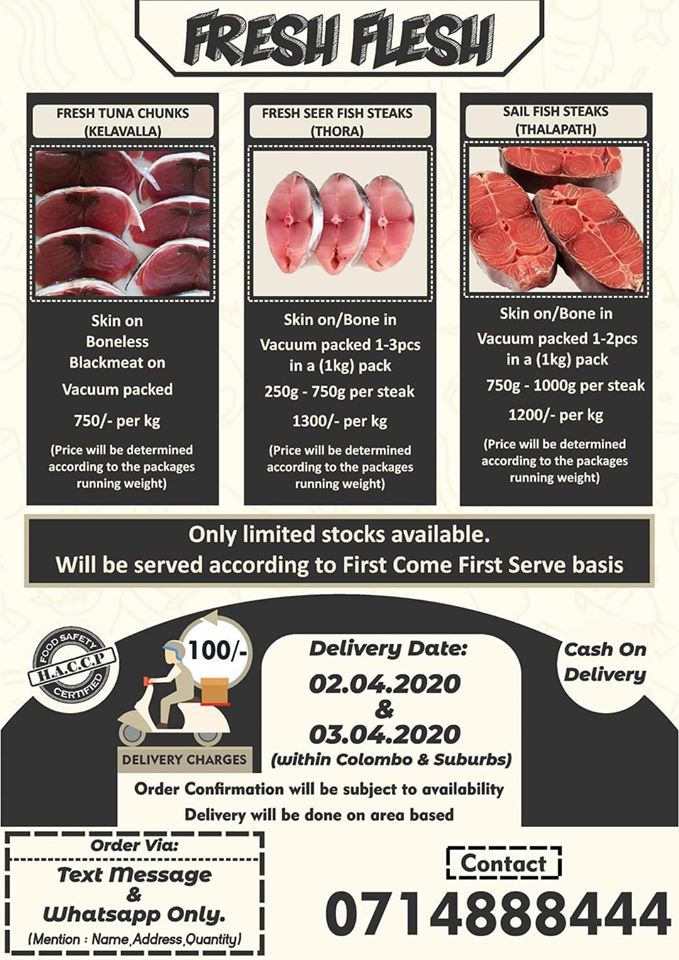 FRESH FLESH
FRESH TUNA CHUNKS
(KELAVALLA)
Skin on
Boneless
Blackmeat on
Vacuum packed
750/- per kg
(Price will be determined
according to the packages
running weight)
FRESH SEER FISH STEAKS
(THORA)
Skin on/Bone in
Vacuum packed 1-3pcs
in a (1kg) pack
250g - 750g per steak
1300/- per kg
(Price will be determined
according to the packages
running weight)
SAIL FISH STEAKS
(THALAPATH)
Skin on/Bone in
Vacuum packed 1-2pcs
in a (1kg) pack
750g - 1000g per steak
1200/- per kg
(Price will be determined
according to the packages
running weight)
Only limited stocks available.
Will be served according to First Come First Serve basis
FOOD SAFETY
H.A.C.C.P
CERTIFIED
100/-
DELIVERY CHARGES
Delivery Date:
02.04.2020
&
03.04.2020
(within Colombo & Suburbs)
Cash On
Delivery
Order Confirmation will be subject to availability
Delivery will be done on area based
Order Via:
Text Message
&
Whatsapp Only.
(Mention : Name,Address,Quantity)
Contact
0714888444